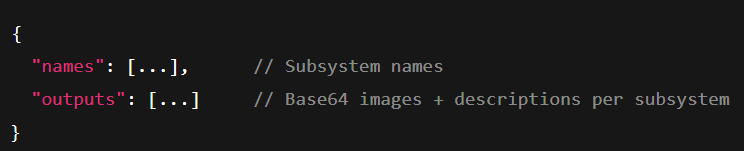 {
"names": [...],      // Subsystem names
"outputs": [...]     // Base64 images + descriptions per subsystem
}